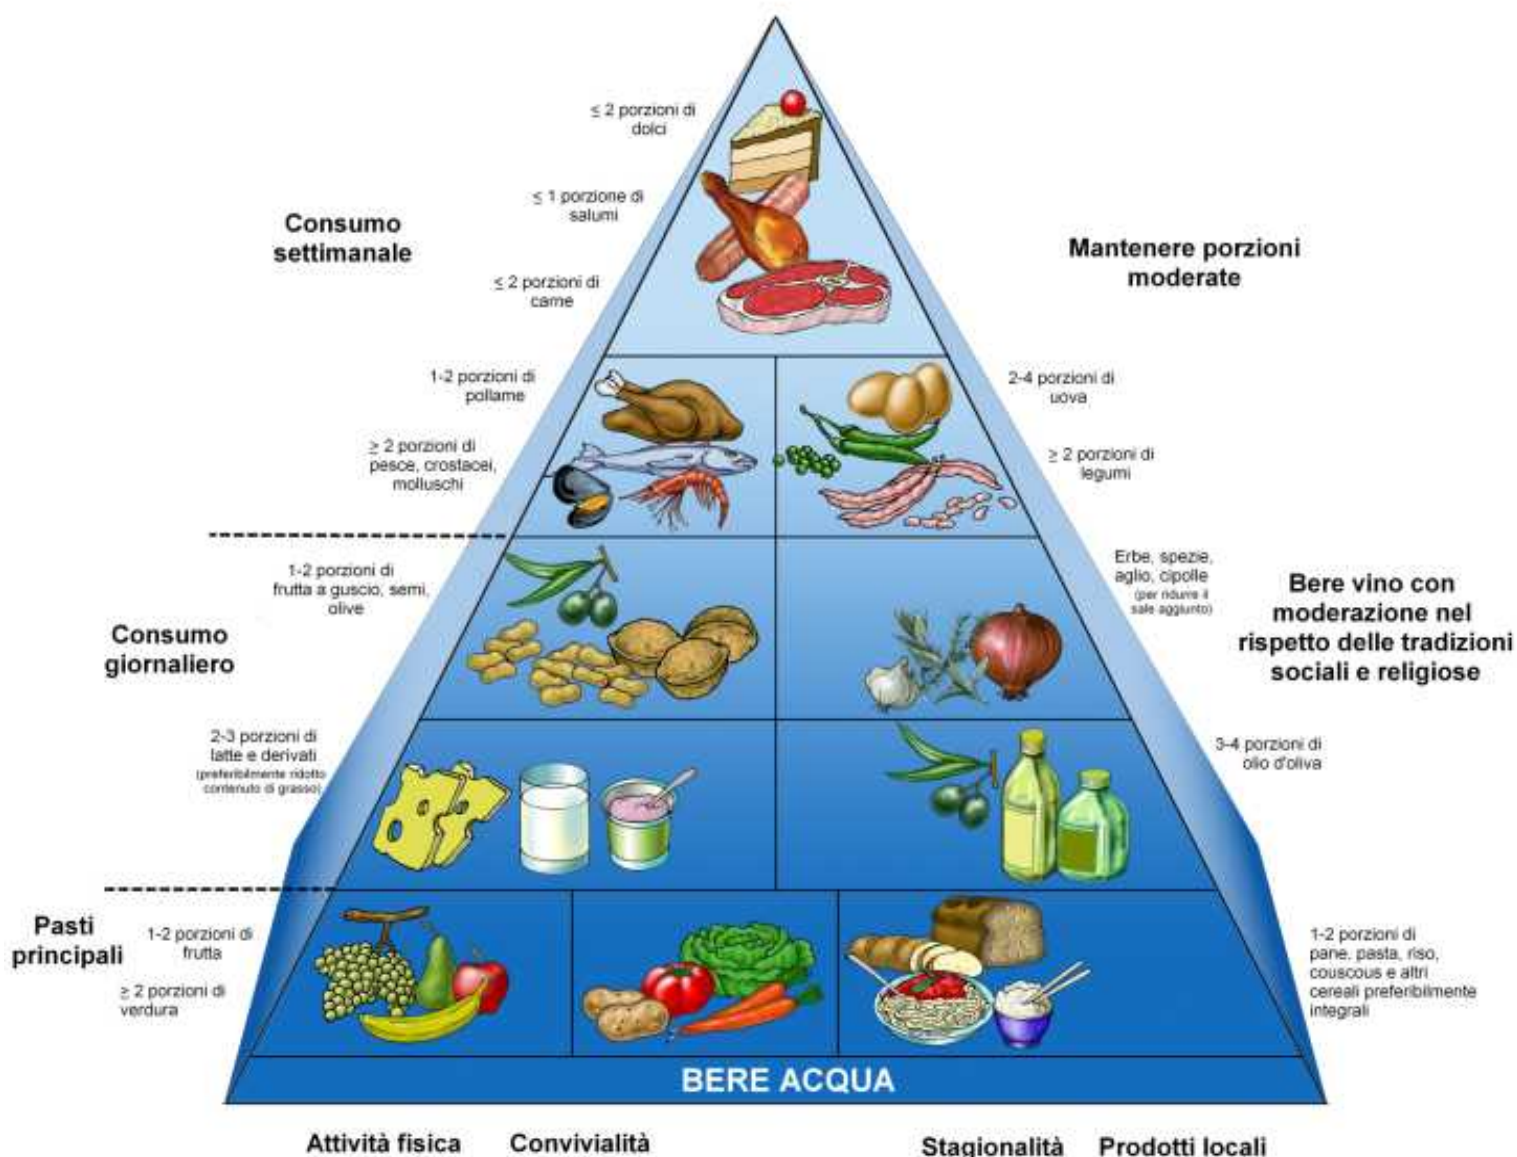 ≤ 2 porzioni di
dolci
≤ 1 porzione di
salumi
Consumo
settimanale
≤ 2 porzioni di
carne
Mantenere porzioni
moderate
1-2 porzioni di
pollame
2-4 porzioni di
uova
≥ 2 porzioni di
pesce, crostacei,
molluschi
≥ 2 porzioni di
legumi
1-2 porzioni di
frutta a guscio, semi,
olive
Erbe, spezie,
aglio, cipolle
(per ridurre il
sale aggiunto)
Consumo
giornaliero
Bere vino con
moderazione nel
rispetto delle tradizioni
sociali e religiose
2-3 porzioni di
latte e derivati
(preferibilmente ridotto
contenuto di grasso)
3-4 porzioni di
olio d'oliva
Pasti
principali
1-2 porzioni di
frutta
≥ 2 porzioni di
verdura
1-2 porzioni di
pane, pasta, riso,
couscous e altri
cereali preferibilmente
integrali
BERE ACQUA
Attività fisica Convivialità Stagionalità Prodotti locali